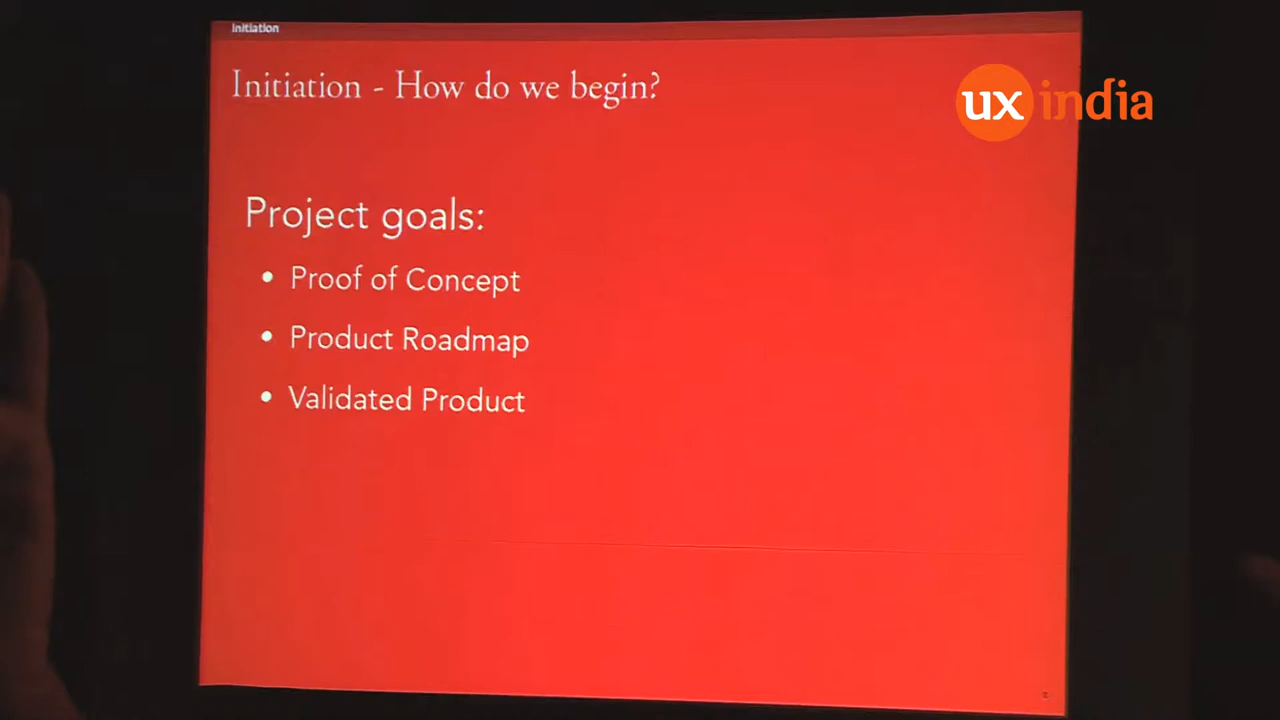 Initiation
Initiation - How do we begin?
ux india
Project goals:
• Proof of Concept
• Product Roadmap
• Validated Product